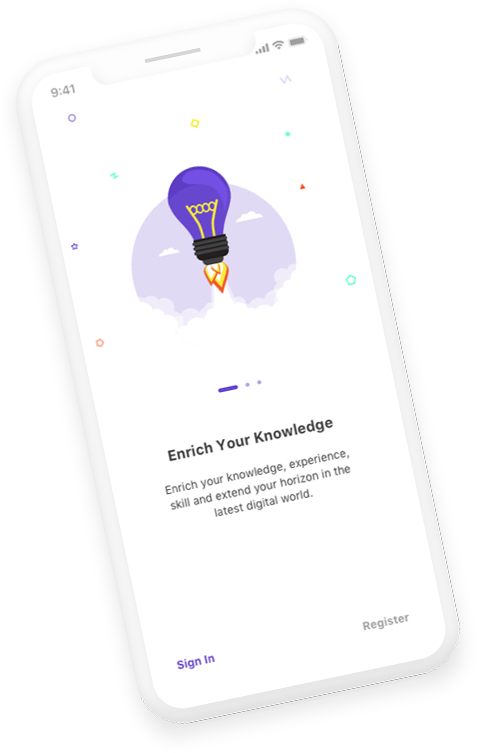 9:41
Enrich Your Knowledge
Enrich your knowledge, experience,
skill and extend your horizon in the
latest digital world.
Sign In
Register